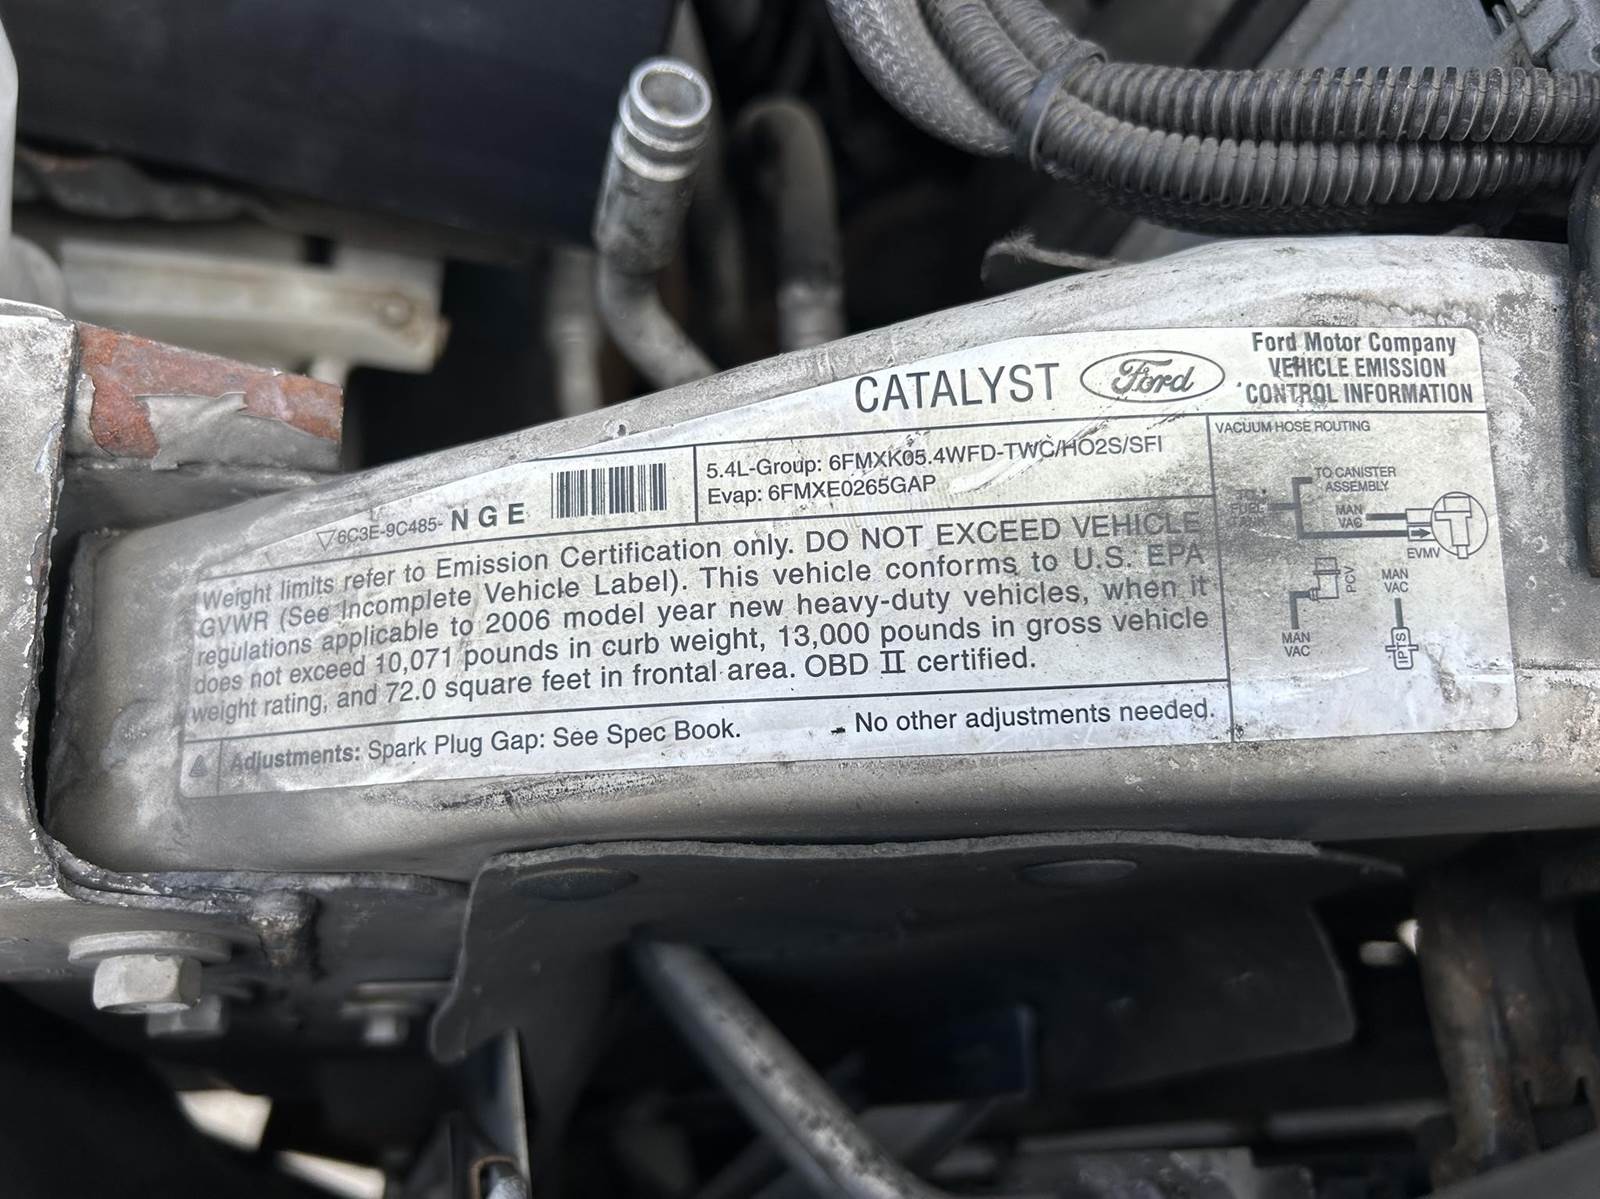 CATALYST
Ford
Ford Motor Company
VEHICLE EMISSION
CONTROL INFORMATION
6C3E-9C485- NGE
5.4L-Group: 6FMXK05.4WFD-TWC/HO2S/SFI
Evap: 6FMXE0265GAP
Weight limits refer to Emission Certification only. DO NOT EXCEED VEHICLE
GVWR (See Incomplete Vehicle Label). This vehicle conforms to U.S. EPA
regulations applicable to 2006 model year new heavy-duty vehicles, when it
does not exceed 10,071 pounds in curb weight, 13,000 pounds in gross vehicle
weight rating, and 72.0 square feet in frontal area. OBD II certified.
Adjustments: Spark Plug Gap: See Spec Book. No other adjustments needed.
VACUUM HOSE ROUTING
TO CANISTER
ASSEMBLY
TO
FUEL
TANK
MAN
VAC
EVMV
PCV
MAN
VAC
MAN
VAC
IPTS